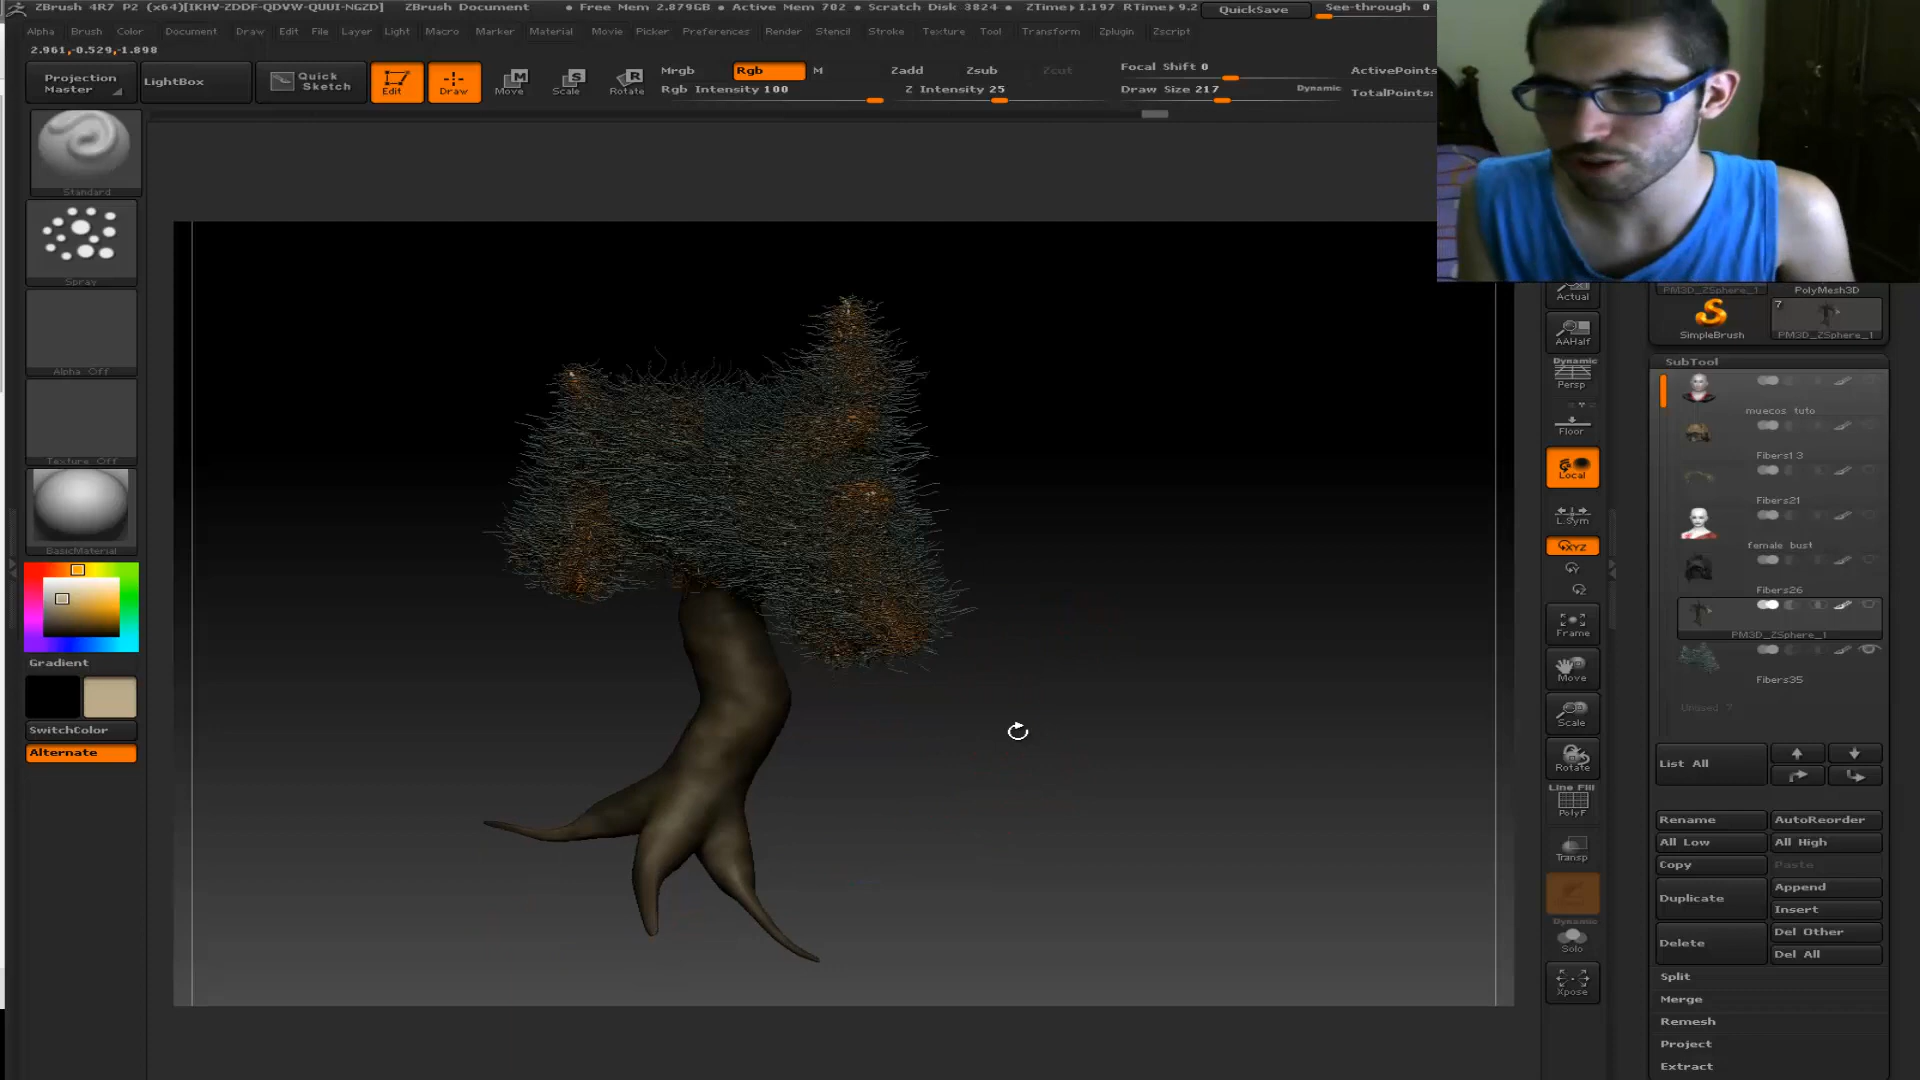 ZBrush 4R7 P2 (x64)[IKHV-ZDDF-QDVW-QUUI-NGZD] ZBrush Document • Free Mem 2.879GB • Active Mem 702 • Scratch Disk 3824 • ZTime▸1.197 RTime▸9.2 QuickSave See-through 0
Alpha Brush Color Document Draw Edit File Layer Light Macro Marker Material Movie Picker Preferences Render Stencil Stroke Texture Tool Transform Zplugin Zscript
2.961,-0.529,-1.898
Projection Master LightBox Quick Sketch Edit Draw Move Scale Rotate
Mrgb Rgb M Zadd Zsub Zcut Focal Shift 0 ActivePoints
Rgb Intensity 100 Z Intensity 25 Draw Size 217 Dynamic TotalPoints:
Standard
Spray
Alpha Off
Texture Off
BasicMaterial
Gradient
SwitchColor
Alternate
Actual
AAHalf
Dynamic
Persp
Floor
Local
L.Sym
XYZ
Frame
Move
Scale
Rotate
Line Fill
PolyF
Transp
Dynamic
Solo
Xpose
PM3D_ZSphere_1 PolyMesh3D
7
SimpleBrush PM3D_ZSphere_1
SubTool
muecos tuto
Fibers13
Fibers21
female bust
Fibers26
PM3D_ZSphere_1
Fibers35
Unused 7
List All
Rename AutoReorder
All Low All High
Copy Paste
Duplicate Append
Insert
Delete Del Other
Del All
Split
Merge
Remesh
Project
Extract